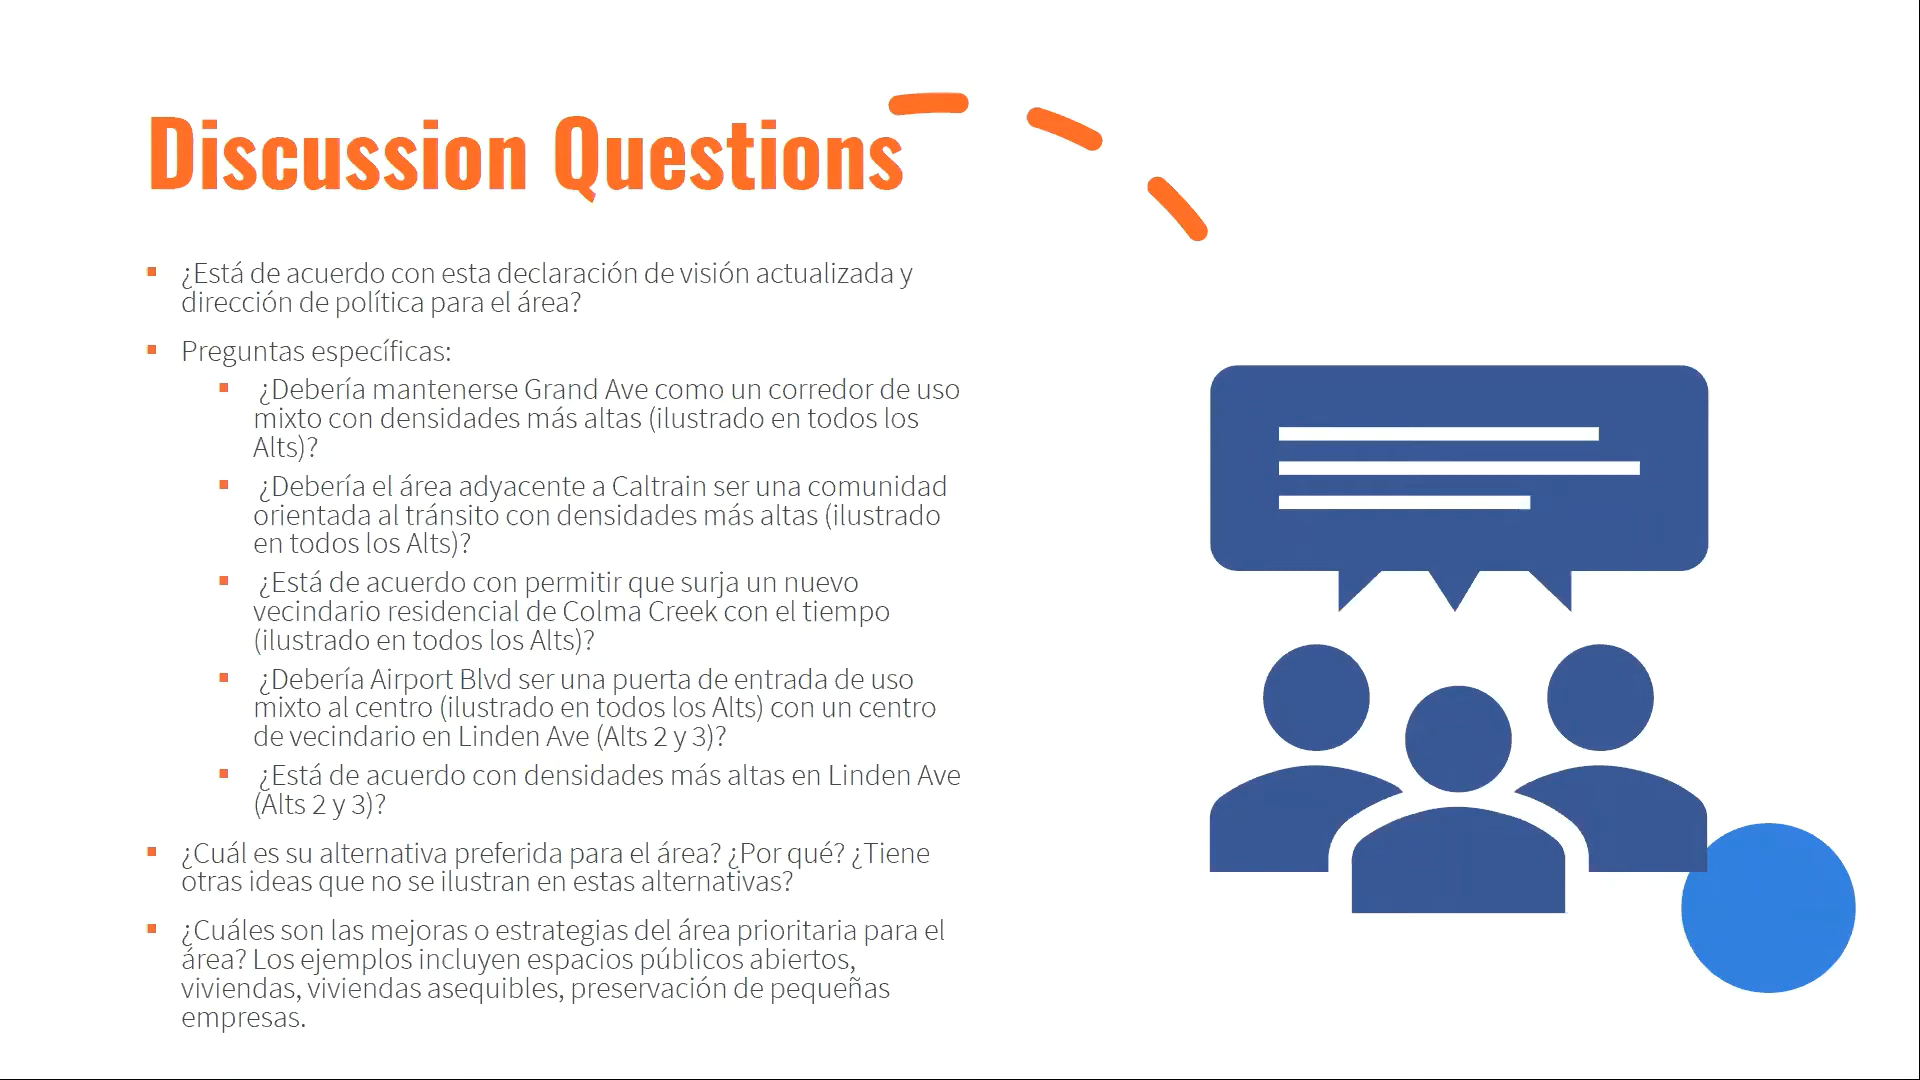 Discussion Questions
¿Está de acuerdo con esta declaración de visión actualizada y
dirección de política para el área?
Preguntas específicas:
¿Debería mantenerse Grand Ave como un corredor de uso
mixto con densidades más altas (ilustrado en todos los
Alts)?
¿Debería el área adyacente a Caltrain ser una comunidad
orientada al tránsito con densidades más altas (ilustrado
en todos los Alts)?
¿Está de acuerdo con permitir que surja un nuevo
vecindario residencial de Colma Creek con el tiempo
(ilustrado en todos los Alts)?
¿Debería Airport Blvd ser una puerta de entrada de uso
mixto al centro (ilustrado en todos los Alts) con un centro
de vecindario en Linden Ave (Alts 2 y 3)?
¿Está de acuerdo con densidades más altas en Linden Ave
(Alts 2 y 3)?
¿Cuál es su alternativa preferida para el área? ¿Por qué? ¿Tiene
otras ideas que no se ilustran en estas alternativas?
¿Cuáles son las mejoras o estrategias del área prioritaria para el
área? Los ejemplos incluyen espacios públicos abiertos,
viviendas, viviendas asequibles, preservación de pequeñas
empresas.